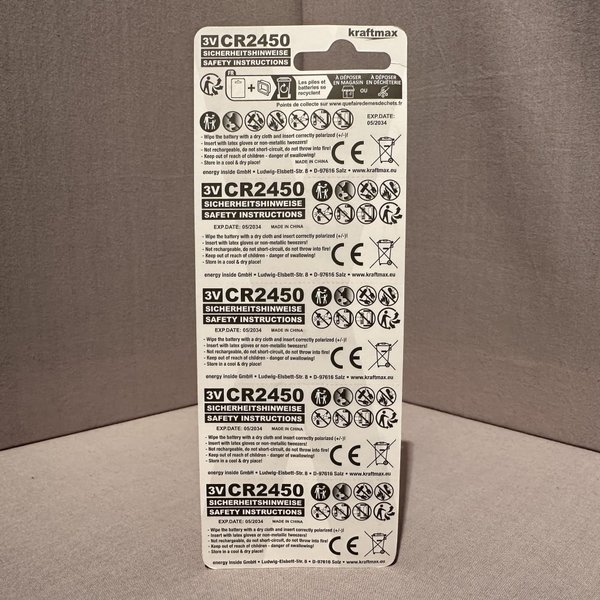 kraftmax
3V CR2450
SICHERHEITSHINWEISE
SAFETY INSTRUCTIONS
FR
+
Les piles et
batteries se
recyclent
À DÉPOSER
EN MAGASIN
OU
À DÉPOSER
EN DÉCHÈTERIE
Points de collecte sur www.quefairedemesdechets.fr
EXP.DATE:
05/2034
- Wipe the battery with a dry cloth and insert correctly polarized (+/-)!
- Insert with latex gloves or non-metallic tweezers!
- Not rechargeable, do not short-circuit, do not throw into fire!
- Keep out of reach of children - danger of swallowing!
- Store in a cool & dry place!
MADE IN CHINA
CE
energy inside GmbH • Ludwig-Elsbett-Str. 8 • D-97616 Salz • www.kraftmax.eu
3V CR2450
SICHERHEITSHINWEISE
SAFETY INSTRUCTIONS
EXP.DATE: 05/2034 MADE IN CHINA
- Wipe the battery with a dry cloth and insert correctly polarized (+/-)!
- Insert with latex gloves or non-metallic tweezers!
- Not rechargeable, do not short-circuit, do not throw into fire!
- Keep out of reach of children - danger of swallowing!
- Store in a cool & dry place!
CE
energy inside GmbH • Ludwig-Elsbett-Str. 8 • D-97616 Salz • www.kraftmax.eu
3V CR2450
SICHERHEITSHINWEISE
SAFETY INSTRUCTIONS
EXP.DATE: 05/2034 MADE IN CHINA
- Wipe the battery with a dry cloth and insert correctly polarized (+/-)!
- Insert with latex gloves or non-metallic tweezers!
- Not rechargeable, do not short-circuit, do not throw into fire!
- Keep out of reach of children - danger of swallowing!
- Store in a cool & dry place!
CE
energy inside GmbH • Ludwig-Elsbett-Str. 8 • D-97616 Salz • www.kraftmax.eu
3V CR2450
SICHERHEITSHINWEISE
SAFETY INSTRUCTIONS
EXP.DATE: 05/2034 MADE IN CHINA
- Wipe the battery with a dry cloth and insert correctly polarized (+/-)!
- Insert with latex gloves or non-metallic tweezers!
- Not rechargeable, do not short-circuit, do not throw into fire!
- Keep out of reach of children - danger of swallowing!
- Store in a cool & dry place!
CE
energy inside GmbH • Ludwig-Elsbett-Str. 8 • D-97616 Salz • www.kraftmax.eu
3V CR2450
SICHERHEITSHINWEISE
SAFETY INSTRUCTIONS
EXP.DATE: 05/2034 MADE IN CHINA
- Wipe the battery with a dry cloth and insert correctly polarized (+/-)!
- Insert with latex gloves or non-metallic tweezers!
- Not rechargeable, do not short-circuit, do not throw into fire!
- Keep out of reach of children - danger of swallowing!
- Store in a cool & dry place!
CE
energy inside GmbH • Ludwig-Elsbett-Str. 8 • D-97616 Salz • www.kraftmax.eu